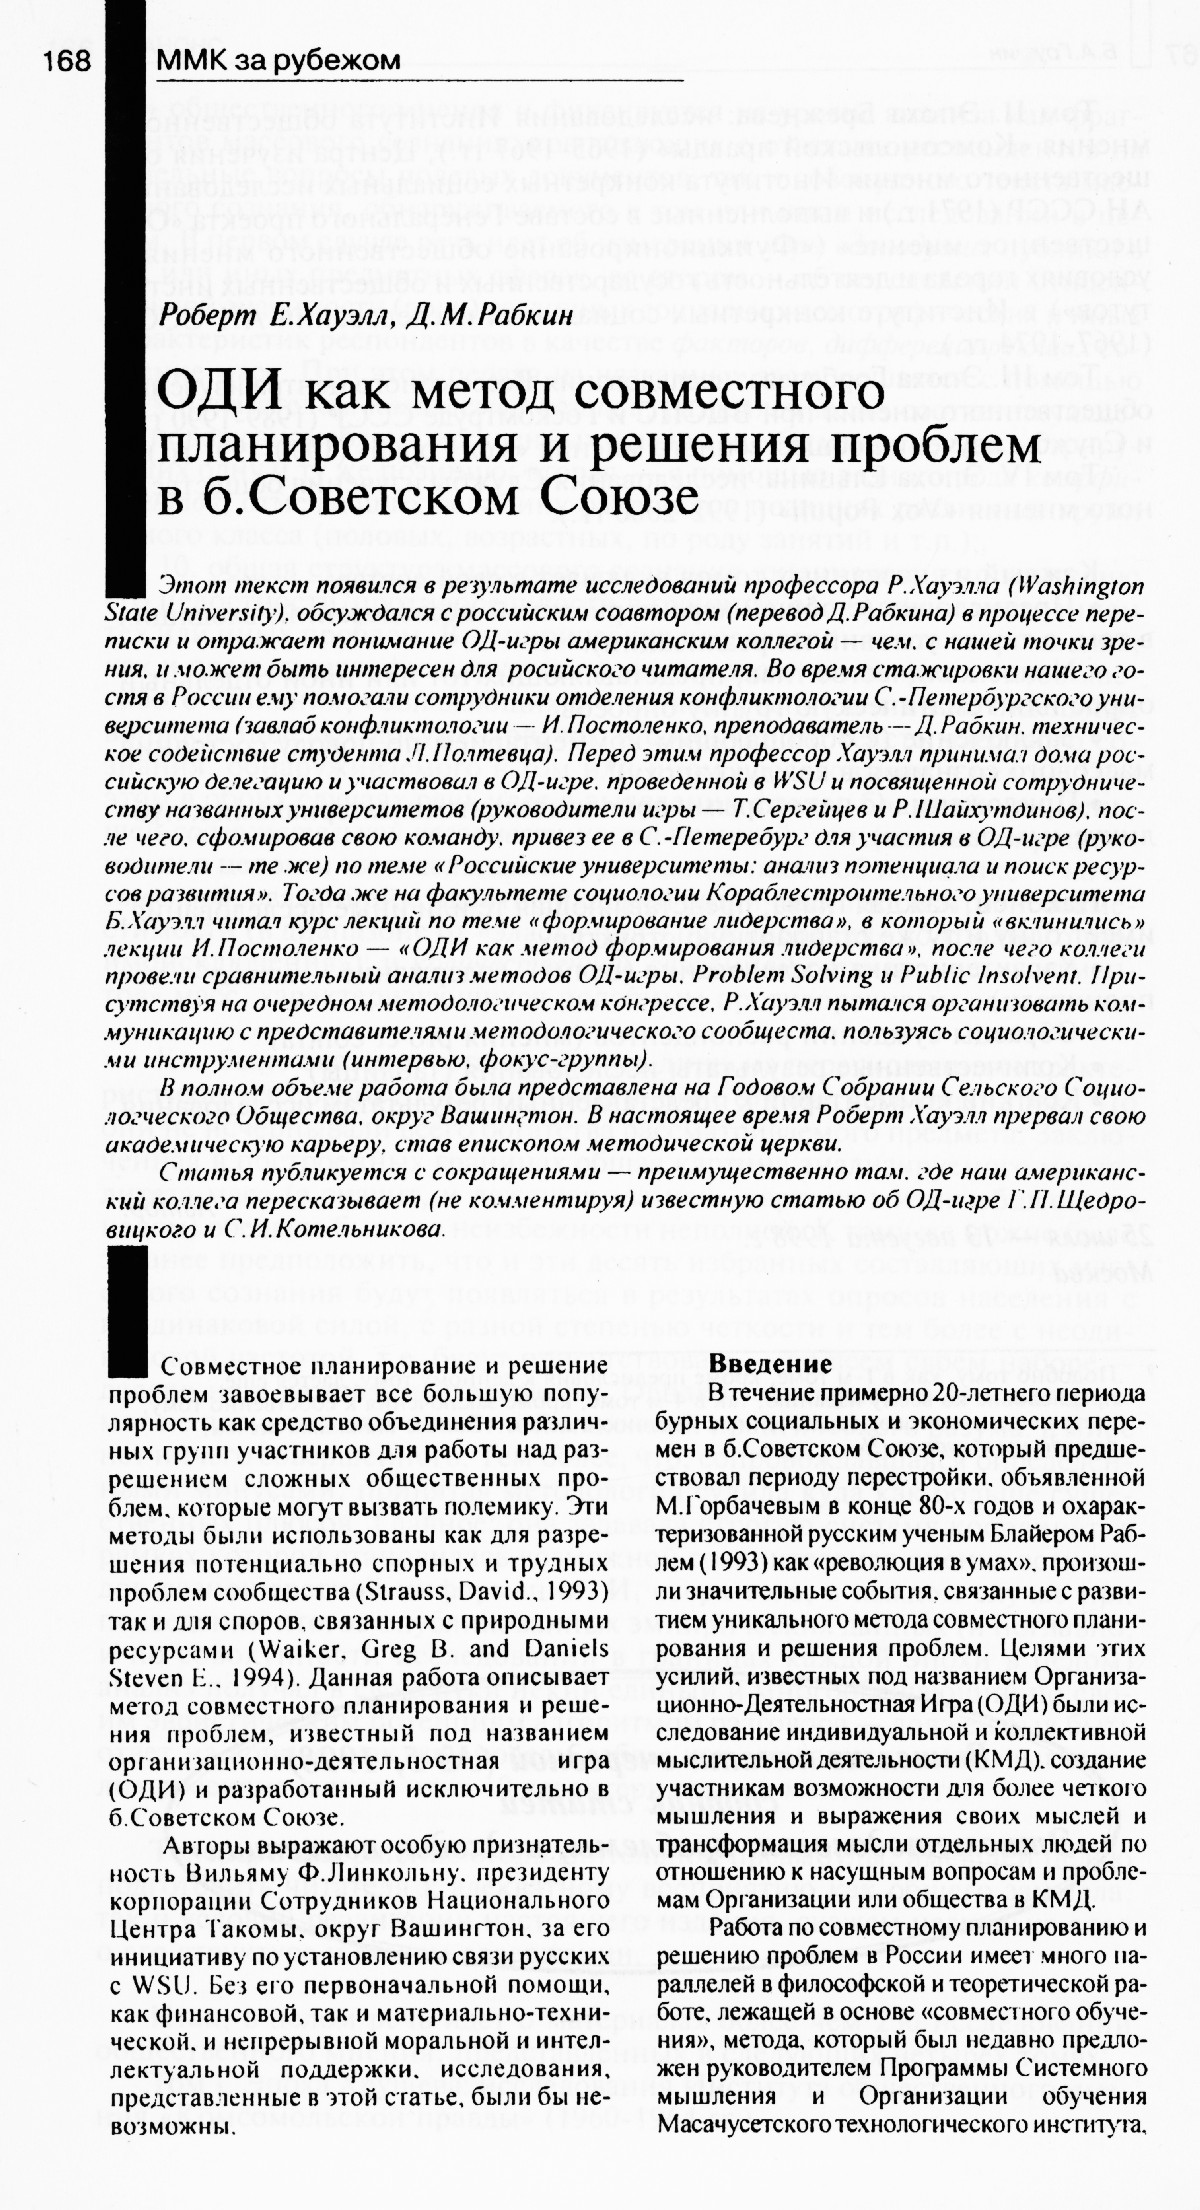 168
ММК за рубежом
Роберт Е.Хауэлл, Д.М.Рабкин
ОДИ как метод совместного
планирования и решения проблем
в б.Советском Союзе
Этот текст появился в результате исследований профессора Р.Хауэлла (Washington
State University), обсуждался с российским соавтором (перевод Д.Рабкина) в процессе пере-
писки и отражает понимание ОД-игры американским коллегой — чем, с нашей точки зре-
ния, и может быть интересен для росийского читателя. Во время стажировки нашего го-
стя в России ему помогали сотрудники отделения конфликтологии С.-Петербургского уни-
верситета (завлаб конфликтологии — И.Постоленко, преподаватель — Д.Рабкин, техничес-
кое содействие студента Л.Полтевца). Перед этим профессор Хауэлл принимал дома рос-
сийскую делегацию и участвовал в ОД-игре, проведенной в WSU и посвященной сотрудниче-
ству названных университетов (руководители игры — Т.Сергейцев и Р.Шайхутдинов), пос-
ле чего, сфомировав свою команду, привез ее в С.-Петеребург для участия в ОД-игре (руко-
водители — те же) по теме «Российские университеты: анализ потенциала и поиск ресур-
сов развития». Тогда же на факультете социологии Кораблестроительного университета
Б.Хауэлл читал курс лекций по теме «формирование лидерства», в который «вклинились»
лекции И.Постоленко — «ОДИ как метод формирования лидерства», после чего коллеги
провели сравнительный анализ методов ОД-игры, Problem Solving и Public Insolvent. При-
сутствуя на очередном методологическом конгрессе, Р.Хауэлл пытался организовать ком-
муникацию с представителями методологического сообщеста, пользуясь социологически-
ми инструментами (интервью, фокус-группы).
В полном объеме работа была представлена на Годовом Собрании Сельского Социо-
логческого Общества, округ Вашингтон. В настоящее время Роберт Хауэлл прервал свою
академическую карьеру, став епископом методической церкви.
Статья публикуется с сокращениями — преимущественно там, где наш американс-
кий коллега пересказывает (не комментируя) известную статью об ОД-игре Г.П.Щедро-
вицкого и С.И.Котельникова.
Совместное планирование и решение
проблем завоевывает все большую попу-
лярность как средство объединения различ-
ных групп участников для работы над раз-
решением сложных общественных про-
блем, которые могут вызвать полемику. Эти
методы были использованы как для разре-
шения потенциально спорных и трудных
проблем сообщества (Strauss, David., 1993)
так и для споров, связанных с природными
ресурсами (Waiker, Greg B. and Daniels
Steven E., 1994). Данная работа описывает
метод совместного планирования и реше-
ния проблем, известный под названием
организационно-деятельностная игра
(ОДИ) и разработанный исключительно в
б.Советском Союзе.
Авторы выражают особую признатель-
ность Вильяму Ф.Линкольну, президенту
корпорации Сотрудников Национального
Центра Такомы, округ Вашингтон, за его
инициативу по установлению связи русских
с WSU. Без его первоначальной помощи,
как финансовой, так и материально-техни-
ческой, и непрерывной моральной и интел-
лектуальной поддержки, исследования,
представленные в этой статье, были бы не-
возможны.
Введение
В течение примерно 20-летнего периода
бурных социальных и экономических пере-
мен в б.Советском Союзе, который предше-
ствовал периоду перестройки, объявленной
М.Горбачевым в конце 80-х годов и охарак-
теризованной русским ученым Блайером Раб-
лем (1993) как «революция в умах», произош-
ли значительные события, связанные с разви-
тием уникального метода совместного плани-
рования и решения проблем. Целями этих
усилий, известных под названием Организа-
ционно-Деятельностная Игра (ОДИ) были ис-
следование индивидуальной и коллективной
мыслительной деятельности (КМД), создание
участникам возможности для более четкого
мышления и выражения своих мыслей и
трансформация мысли отдельных людей по
отношению к насущным вопросам и пробле-
мам Организации или общества в КМД.
Работа по совместному планированию и
решению проблем в России имеет много па-
раллелей в философской и теоретической ра-
боте, лежащей в основе «совместного обуче-
ния», метода, который был недавно предло-
жен руководителем Программы Системного
мышления и Организации обучения
Масачусетского технологического института,